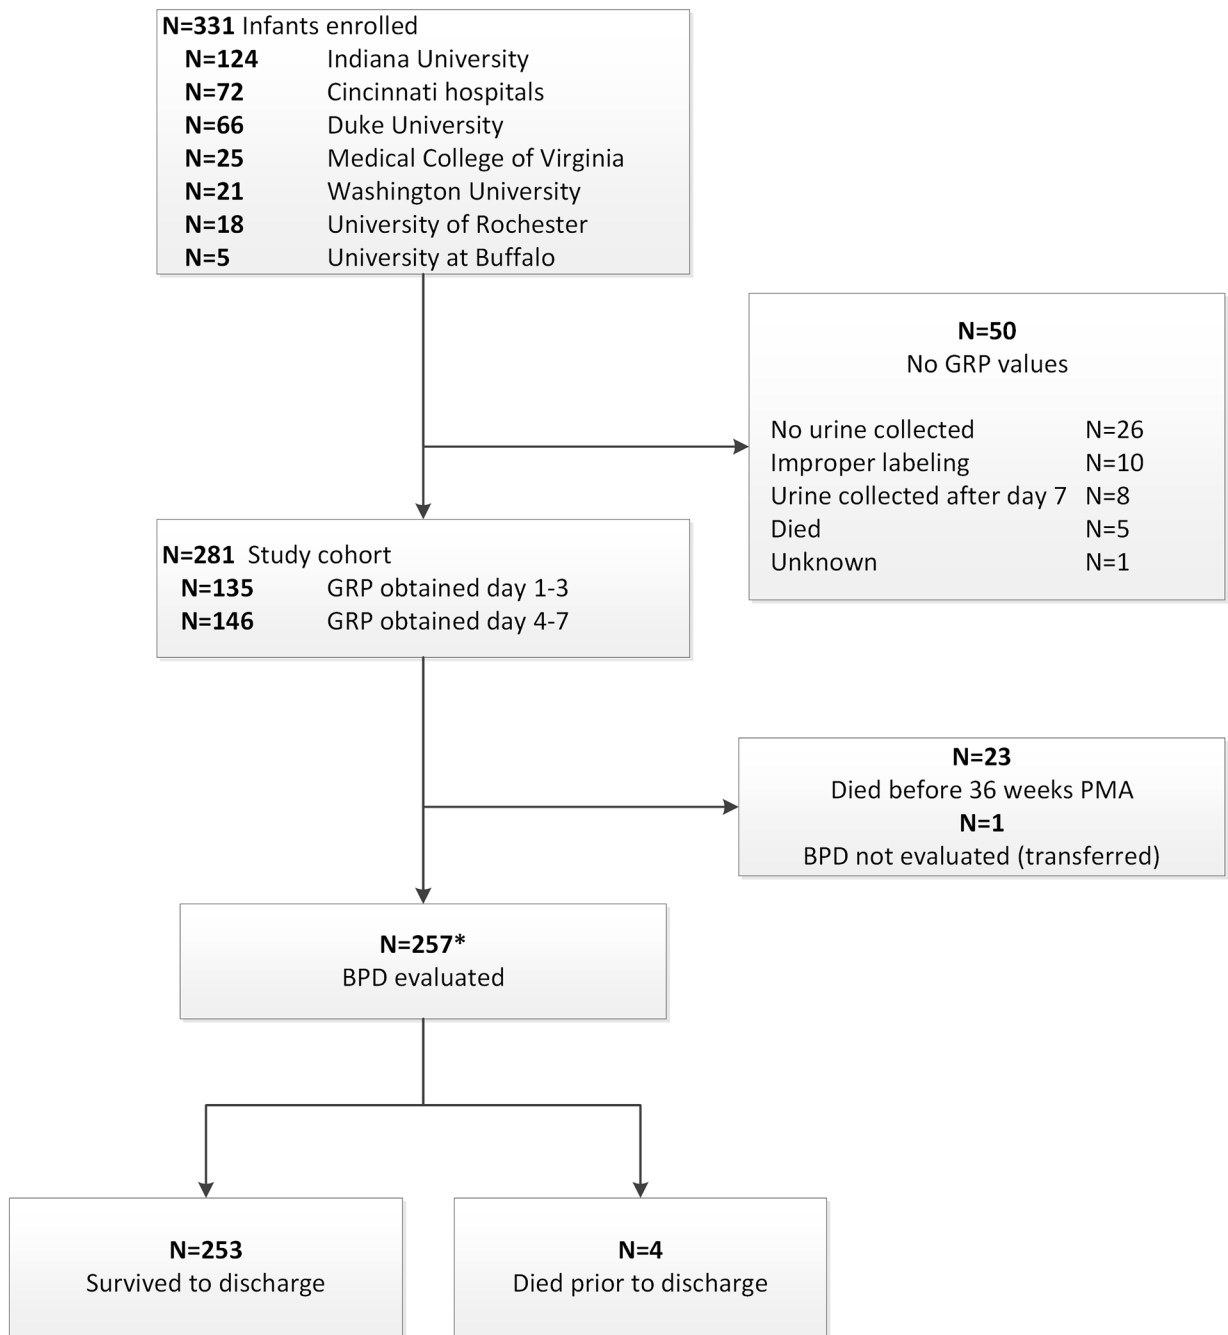 N=331 Infants enrolled
N=124 Indiana University
N=72 Cincinnati hospitals
N=66 Duke University
N=25 Medical College of Virginia
N=21 Washington University
N=18 University of Rochester
N=5 University at Buffalo
N=50
No GRP values
No urine collected N=26
Improper labeling N=10
Urine collected after day 7 N=8
Died N=5
Unknown N=1
N=281 Study cohort
N=135 GRP obtained day 1-3
N=146 GRP obtained day 4-7
N=23
Died before 36 weeks PMA
N=1
BPD not evaluated (transferred)
N=257*
BPD evaluated
N=253
Survived to discharge
N=4
Died prior to discharge